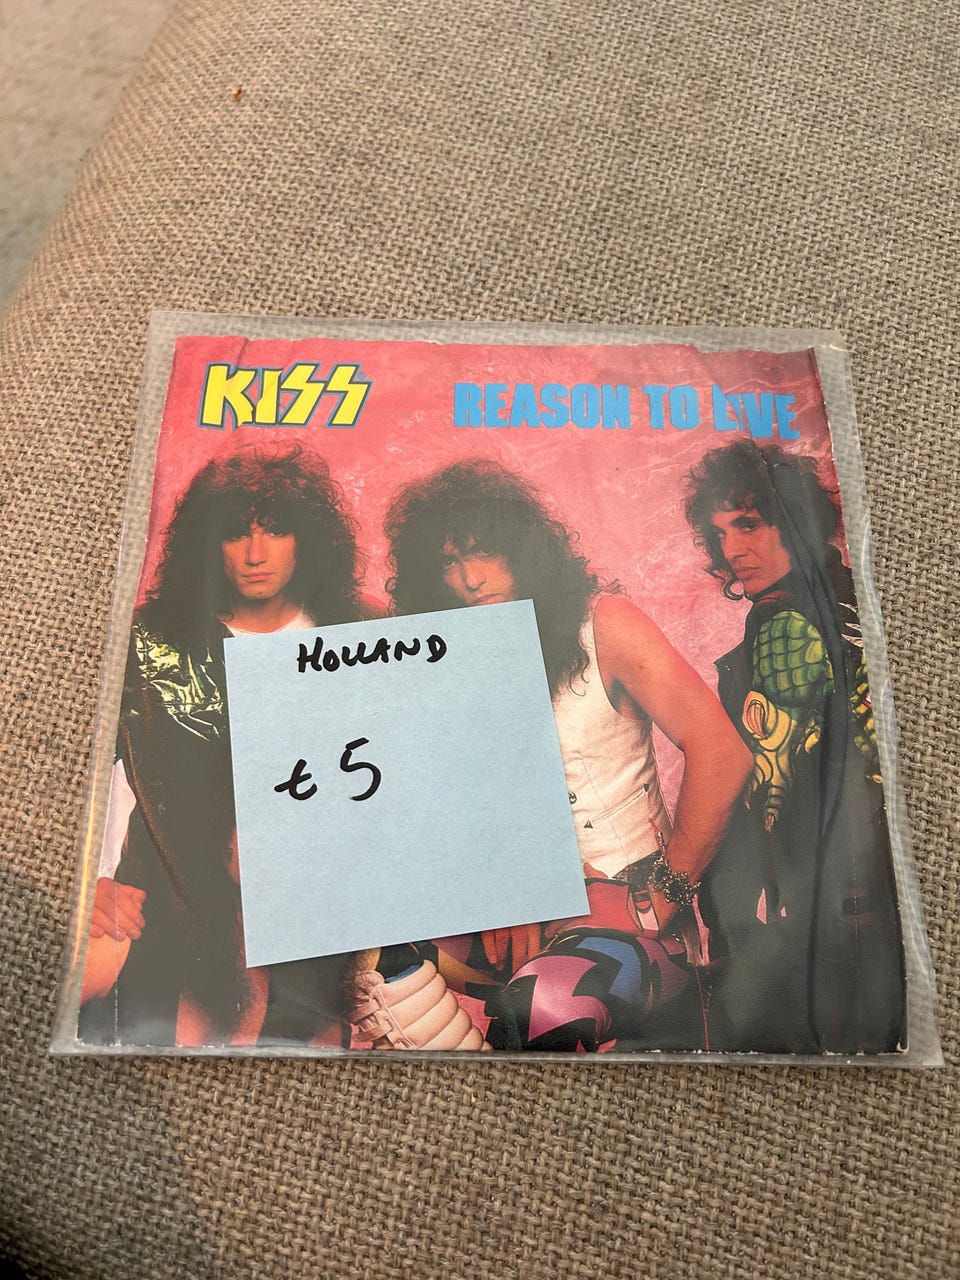 KISS
REASON TO LIVE
HOLLAND
€ 5